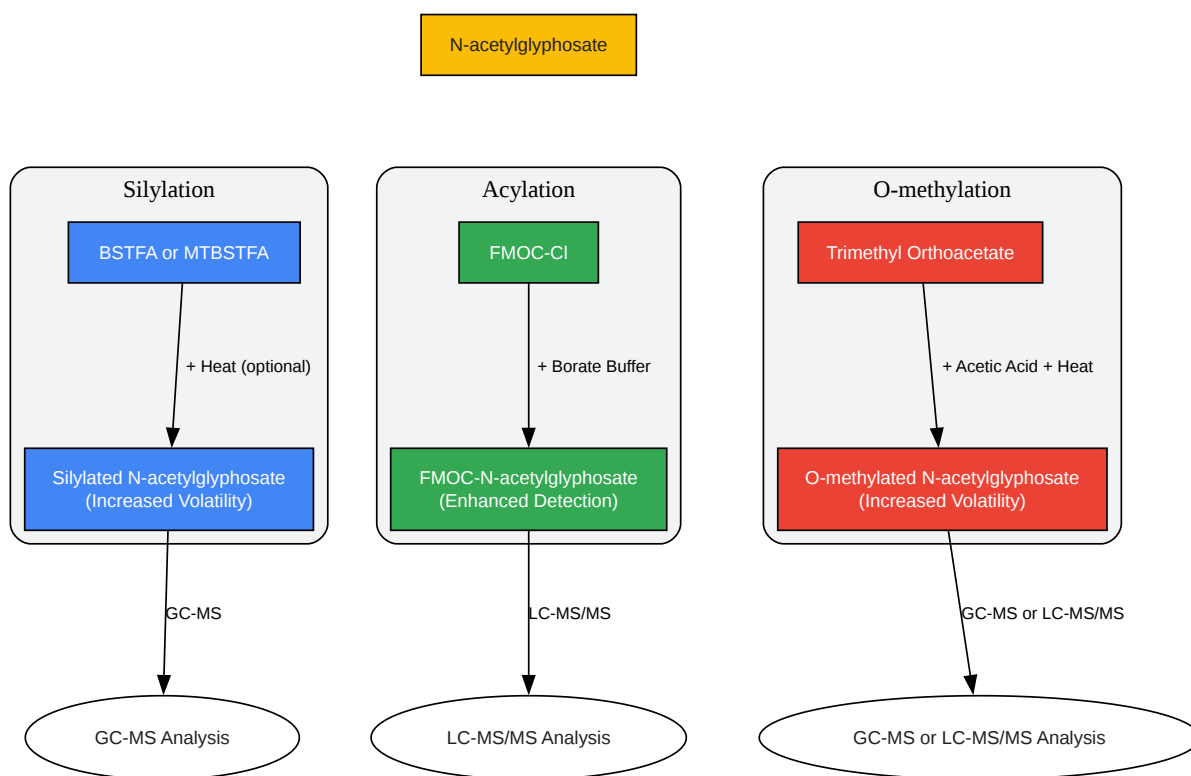 N-acetylglyphosate
Silylation
Acylation
O-methylation
BSTFA or MTBSTFA
FMOC-Cl
Trimethyl Orthoacetate
+ Heat (optional)
+ Borate Buffer
+ Acetic Acid + Heat
Silylated N-acetylglyphosate
(Increased Volatility)
FMOC-N-acetylglyphosate
(Enhanced Detection)
O-methylated N-acetylglyphosate
(Increased Volatility)
GC-MS
LC-MS/MS
GC-MS or LC-MS/MS
GC-MS Analysis
LC-MS/MS Analysis
GC-MS or LC-MS/MS Analysis